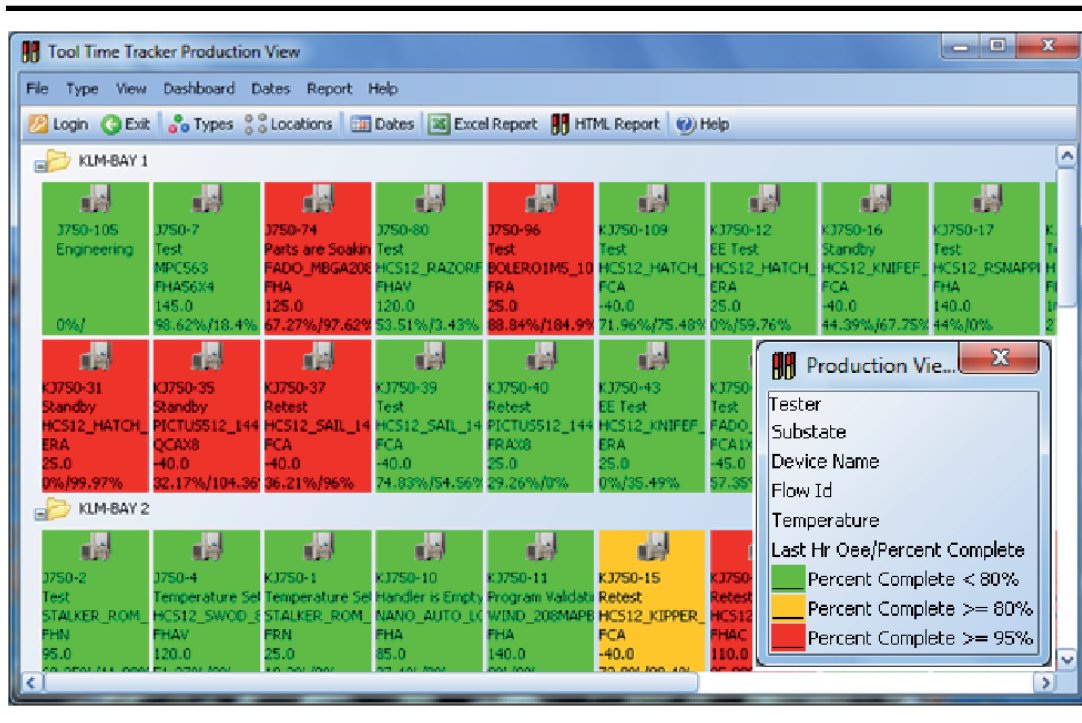 Tool Time Tracker Production View
File Type View Dashboard Dates Report Help
Login Exit Types Locations Dates Excel Report HTML Report Help
KLM-BAY 1
J750-105 J750-7 J750-74 J750-80 J750-96 KJ750-109 KJ750-12 KJ750-16 KJ750-17
Engineering Test Parts are Soakin Test Test Test EE Test Standby Test
MPC563 FADO_MBGA208 HCS12_RAZORF BOLERO1M5_10 HCS12_HATCH_ HCS12_HATCH_ HCS12_KNIFEF_ HCS12_RSNAPPI
FHA56X4 FHA FHAV FRA FCA ERA FCA FHA
145.0 125.0 120.0 25.0 -40.0 25.0 -40.0 140.0
0%/ 98.62%/18.4% 67.27%/97.62% 53.51%/3.43% 88.84%/184.9% 71.96%/75.48% 0%/59.76% 44.39%/67.75% 44%/0%
KJ750-31 KJ750-35 KJ750-37 KJ750-39 KJ750-40 KJ750-43 KJ750-
Standby Standby Retest Test Retest EE Test Test
HCS12_HATCH_ PICTUS512_144 HCS12_SAIL_14 HCS12_SAIL_14 PICTUS512_144 HCS12_KNIFEF_ FADO_
ERA QCAX8 FCA FCA FRAX8 ERA FCA1X
25.0 -40.0 -40.0 -40.0 25.0 25.0 -45.0
0%/99.97% 32.17%/104.36 36.21%/96% 74.83%/54.56% 29.26%/0% 0%/35.49% 57.35
KLM-BAY 2
J750-2 J750-4 KJ750-1 KJ750-10 KJ750-11 KJ750-15 KJ750-
Test Temperature Set Temperature Set Handler is Empty Program Validati Retest Retest
STALKER_ROM_ HCS12_SWOD_ STALKER_ROM_ NANO_AUTO_LO WIND_208MAPB HCS12_KIPPER_ HCS12
FHN FHAV FRN FHA FHA FCA FHAC
95.0 120.0 25.0 85.0 140.0 -40.0 110.0
Production Vie...
Tester
Substate
Device Name
Flow Id
Temperature
Last Hr Oee/Percent Complete
Percent Complete < 80%
Percent Complete >= 80%
Percent Complete >= 95%